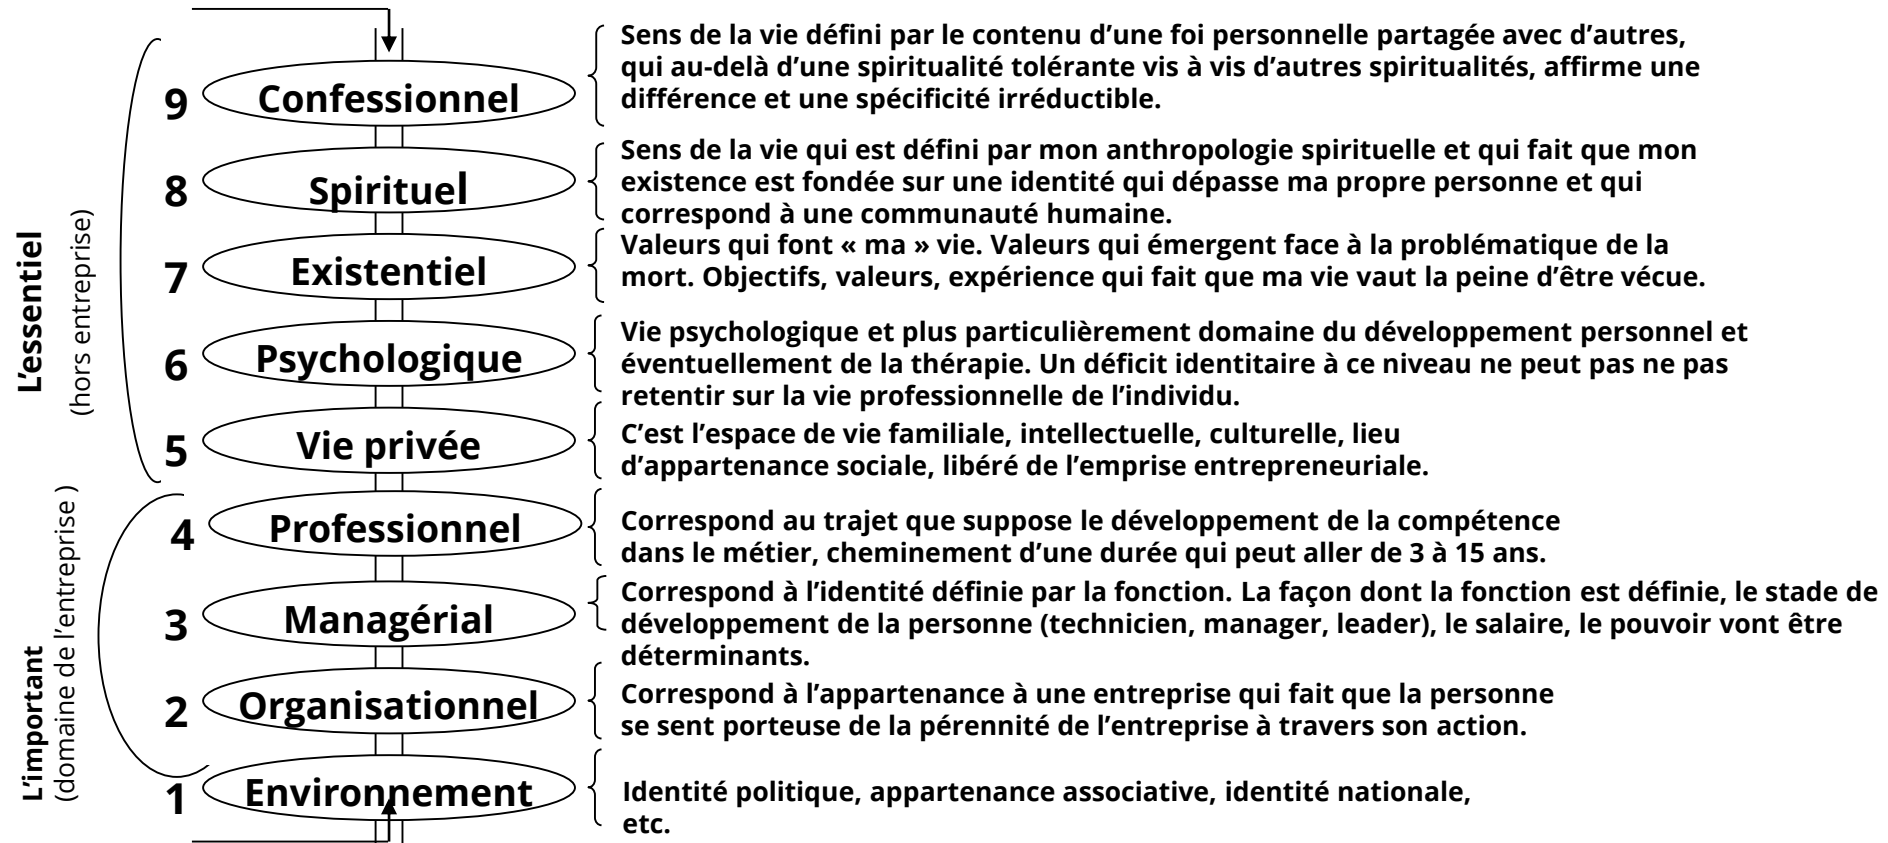 Sens de la vie défini par le contenu d’une foi personnelle partagée avec d’autres,
qui au-delà d’une spiritualité tolérante vis à vis d’autres spiritualités, affirme une
différence et une spécificité irréductible.
9 Confessionnel
Sens de la vie qui est défini par mon anthropologie spirituelle et qui fait que mon
existence est fondée sur une identité qui dépasse ma propre personne et qui
correspond à une communauté humaine.
8 Spirituel
Valeurs qui font « ma » vie. Valeurs qui émergent face à la problématique de la
mort. Objectifs, valeurs, expérience qui fait que ma vie vaut la peine d’être vécue.
7 Existentiel
L’essentiel
(hors entreprise)
Vie psychologique et plus particulièrement domaine du développement personnel et
éventuellement de la thérapie. Un déficit identitaire à ce niveau ne peut pas ne pas
retentir sur la vie professionnelle de l’individu.
6 Psychologique
C’est l’espace de vie familiale, intellectuelle, culturelle, lieu
d’appartenance sociale, libéré de l’emprise entrepreneuriale.
5 Vie privée
Correspond au trajet que suppose le développement de la compétence
dans le métier, cheminement d’une durée qui peut aller de 3 à 15 ans.
4 Professionnel
Correspond à l’identité définie par la fonction. La façon dont la fonction est définie, le stade de
développement de la personne (technicien, manager, leader), le salaire, le pouvoir vont être
déterminants.
3 Managérial
L’important
(domaine de l’entreprise )
Correspond à l’appartenance à une entreprise qui fait que la personne
se sent porteuse de la pérennité de l’entreprise à travers son action.
2 Organisationnel
Identité politique, appartenance associative, identité nationale,
etc.
1 Environnement